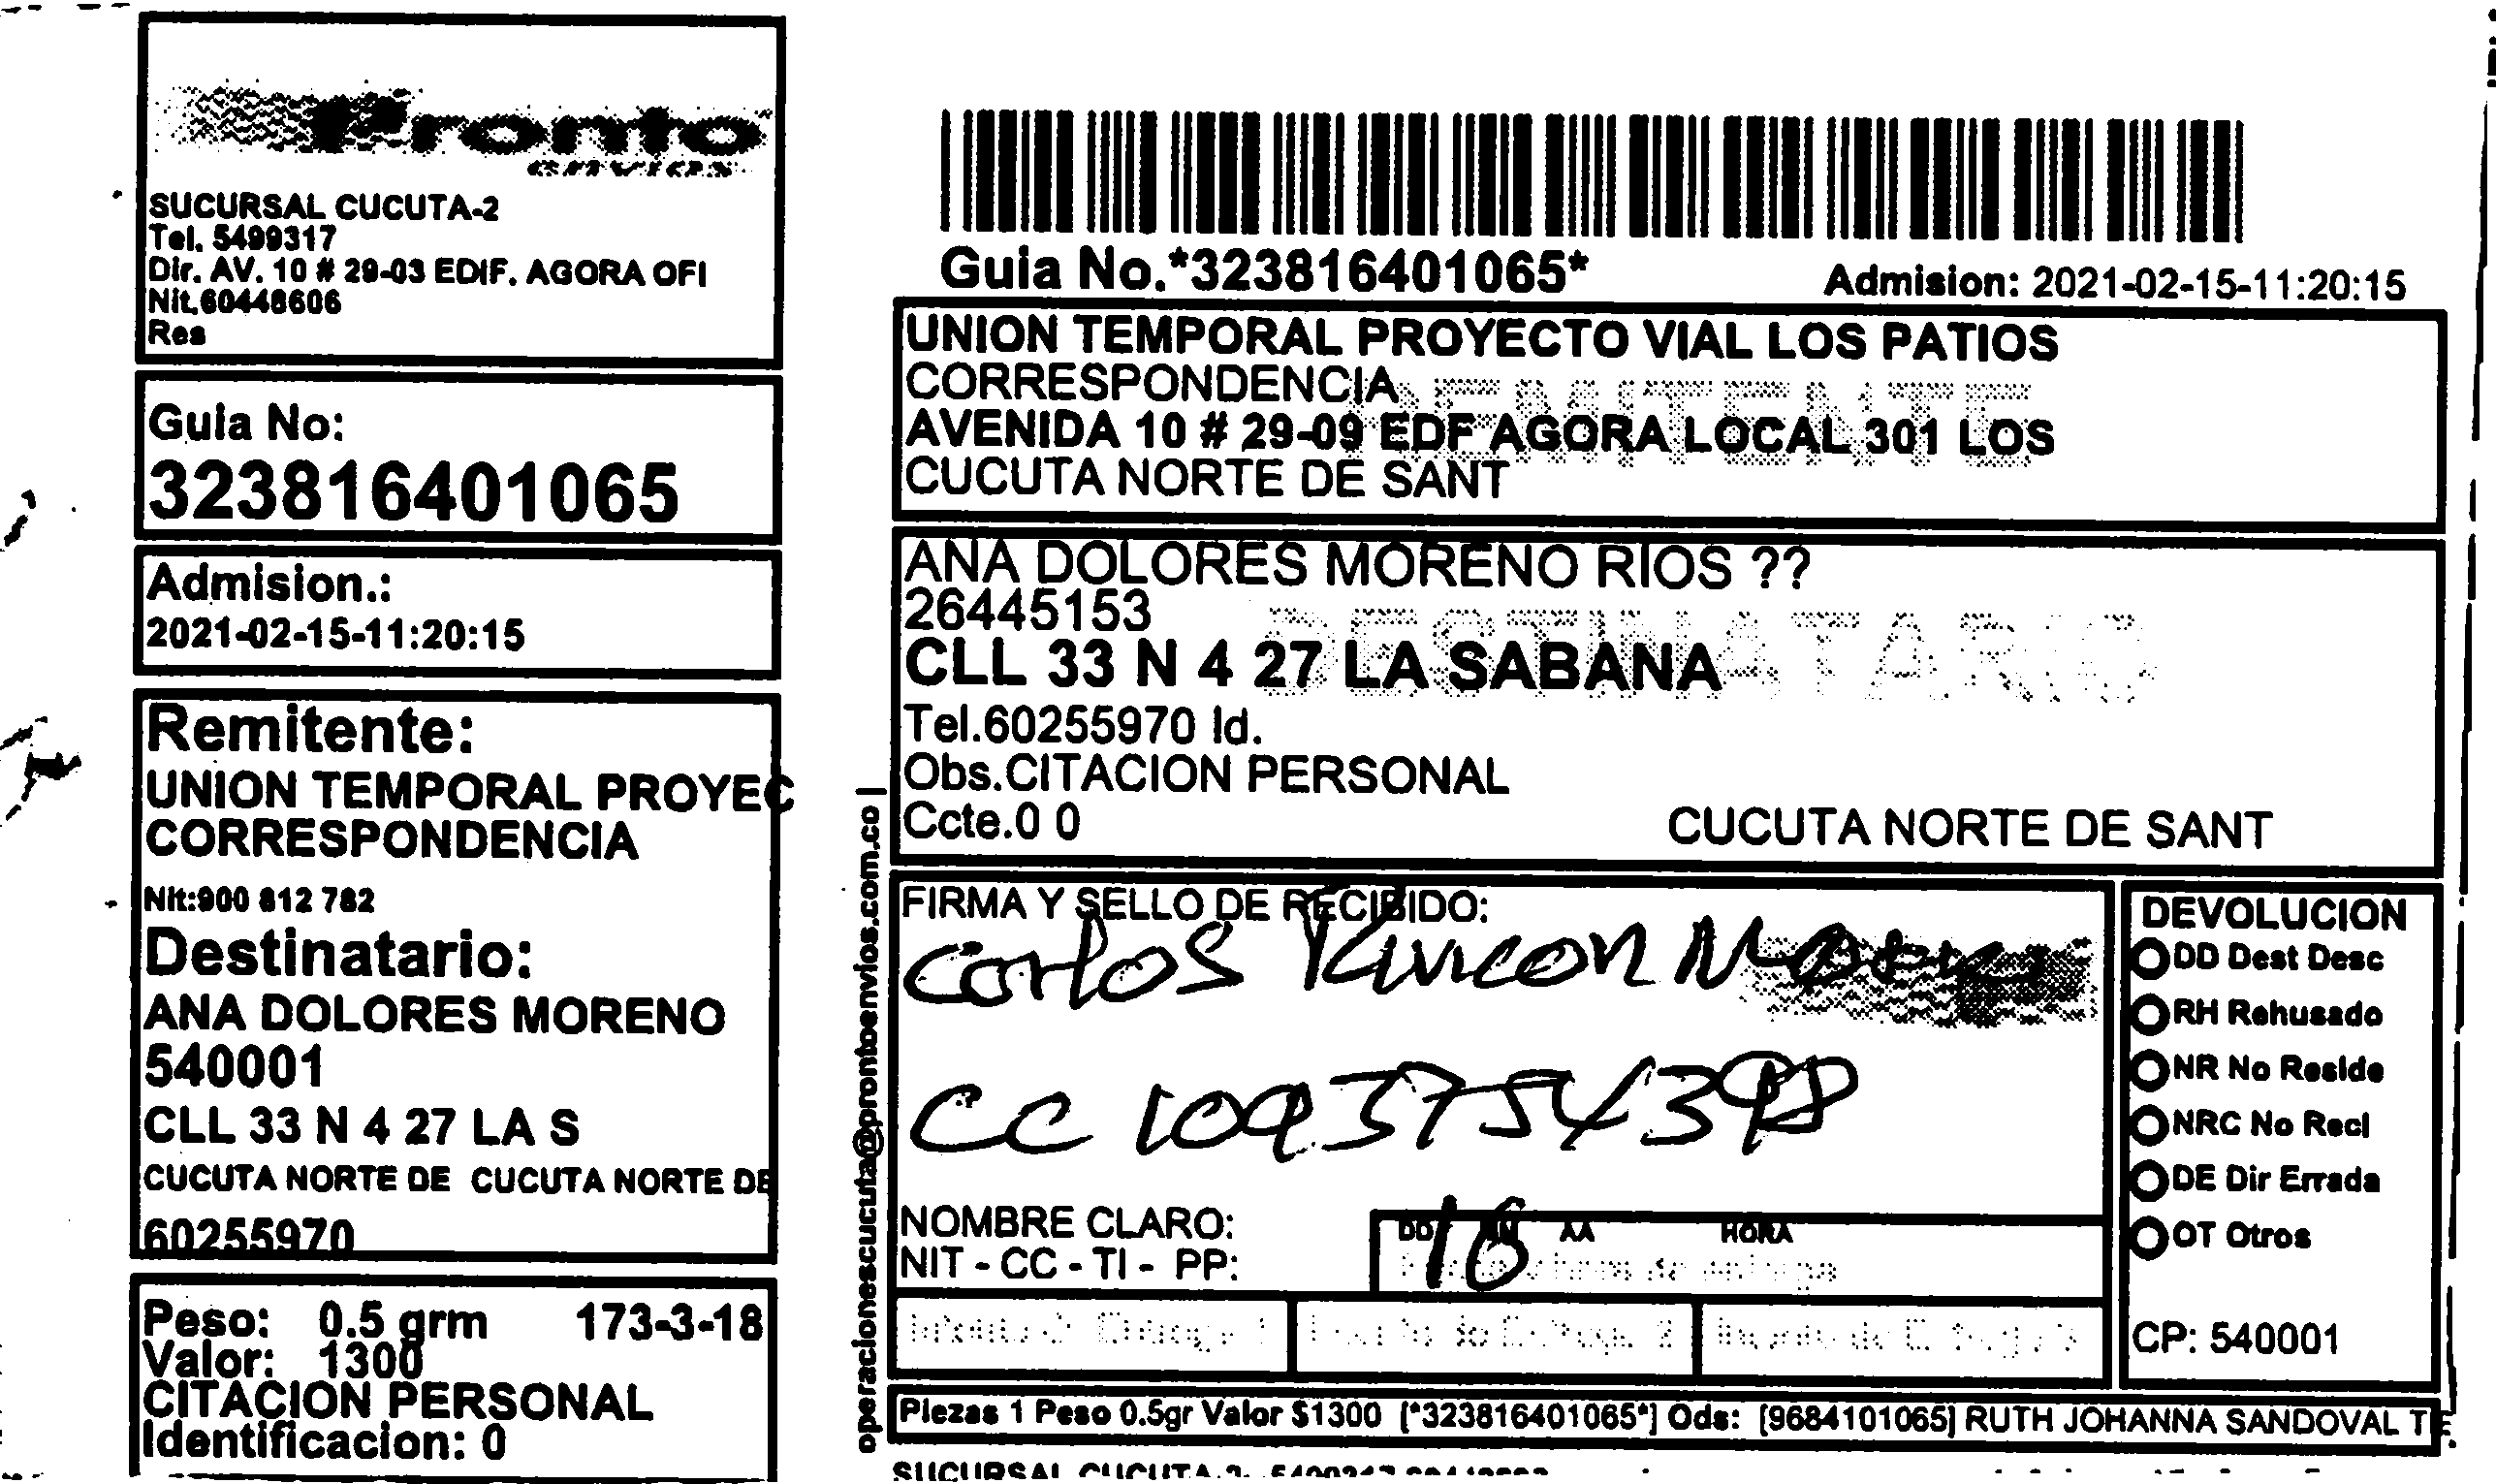 Pronto
envios
SUCURSAL CUCUTA-2
Tel. 5499317
Dir. AV. 10 # 29-03 EDIF. AGORA OFI
Nit.60448606
Res
Guia No:
323816401065
Admision.:
2021-02-15-11:20:15
Remitente:
UNION TEMPORAL PROYEC
CORRESPONDENCIA
Nit:900 812 782
Destinatario:
ANA DOLORES MORENO
540001
CLL 33 N 4 27 LA S
CUCUTA NORTE DE CUCUTA NORTE DE
60255970
Peso: 0.5 grm 173-3-18
Valor: 1300
CITACION PERSONAL
Identificacion: 0
operacionescucuta@prontoenvios.com.co |
Guia No.*323816401065*
Admision: 2021-02-15-11:20:15
UNION TEMPORAL PROYECTO VIAL LOS PATIOS
CORRESPONDENCIA
REMITENTE
AVENIDA 10 # 29-09 EDF AGORA LOCAL 301 LOS
CUCUTA NORTE DE SANT
ANA DOLORES MORENO RIOS ??
26445153
DESTINATARIO
CLL 33 N 4 27 LA SABANA
Tel.60255970 Id.
Obs.CITACION PERSONAL
Ccte.0 0 CUCUTA NORTE DE SANT
FIRMA Y SELLO DE RECIBIDO:
Carlos Rincon
CC
NOMBRE CLARO:
NIT - CC - TI - PP:
DD AA HORA
16
DEVOLUCION
DD Dest Desc
RH Rehusado
NR No Reside
NRC No Recl
DE Dir Errada
OT Otros
CP: 540001
Piezas 1 Peso 0.5gr Valor $1300 [*323816401065*] Ods: [9684101065] RUTH JOHANNA SANDOVAL TE